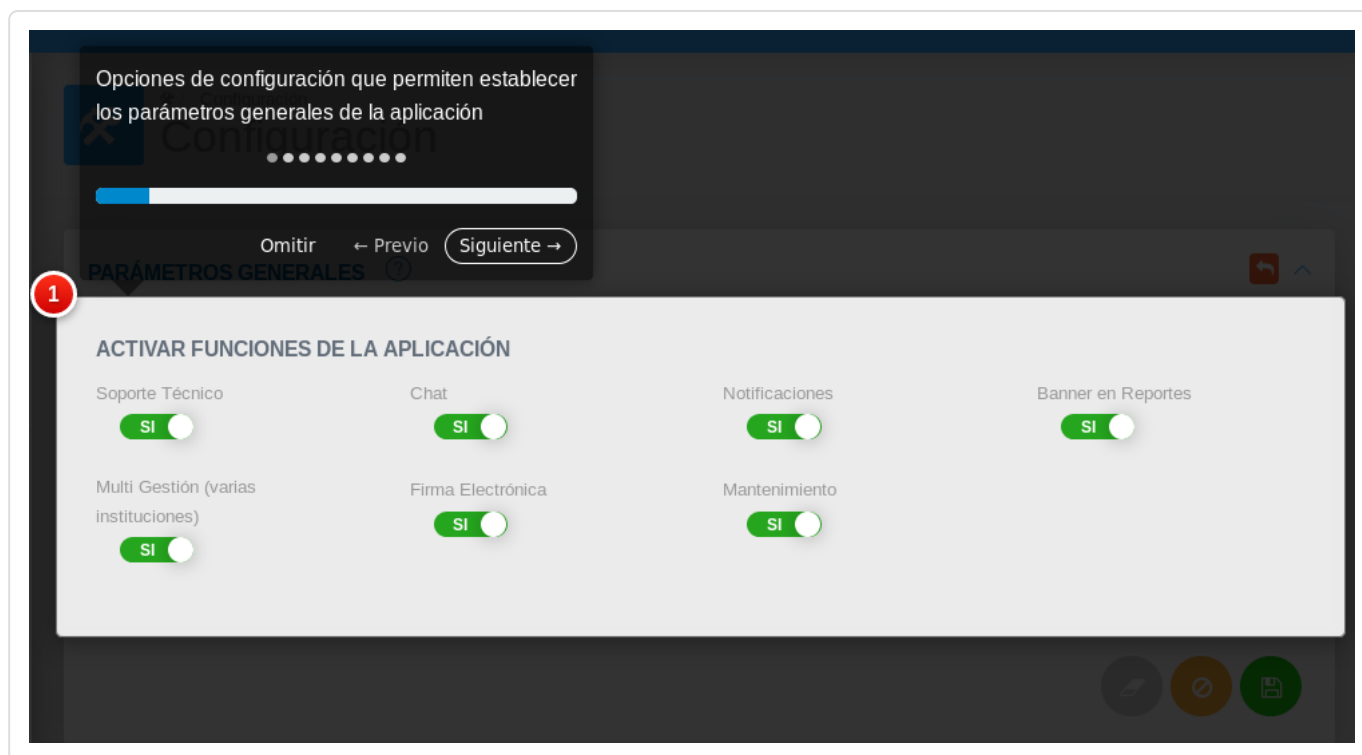 Opciones de configuración que permiten establecer
Configuración
los parámetros generales de la aplicación
Configuración
Omitir ← Previo Siguiente →
PARÁMETROS GENERALES ?
1
ACTIVAR FUNCIONES DE LA APLICACIÓN
Soporte Técnico Chat Notificaciones Banner en Reportes
SI SI SI SI
Multi Gestión (varias instituciones) Firma Electrónica Mantenimiento
SI SI SI